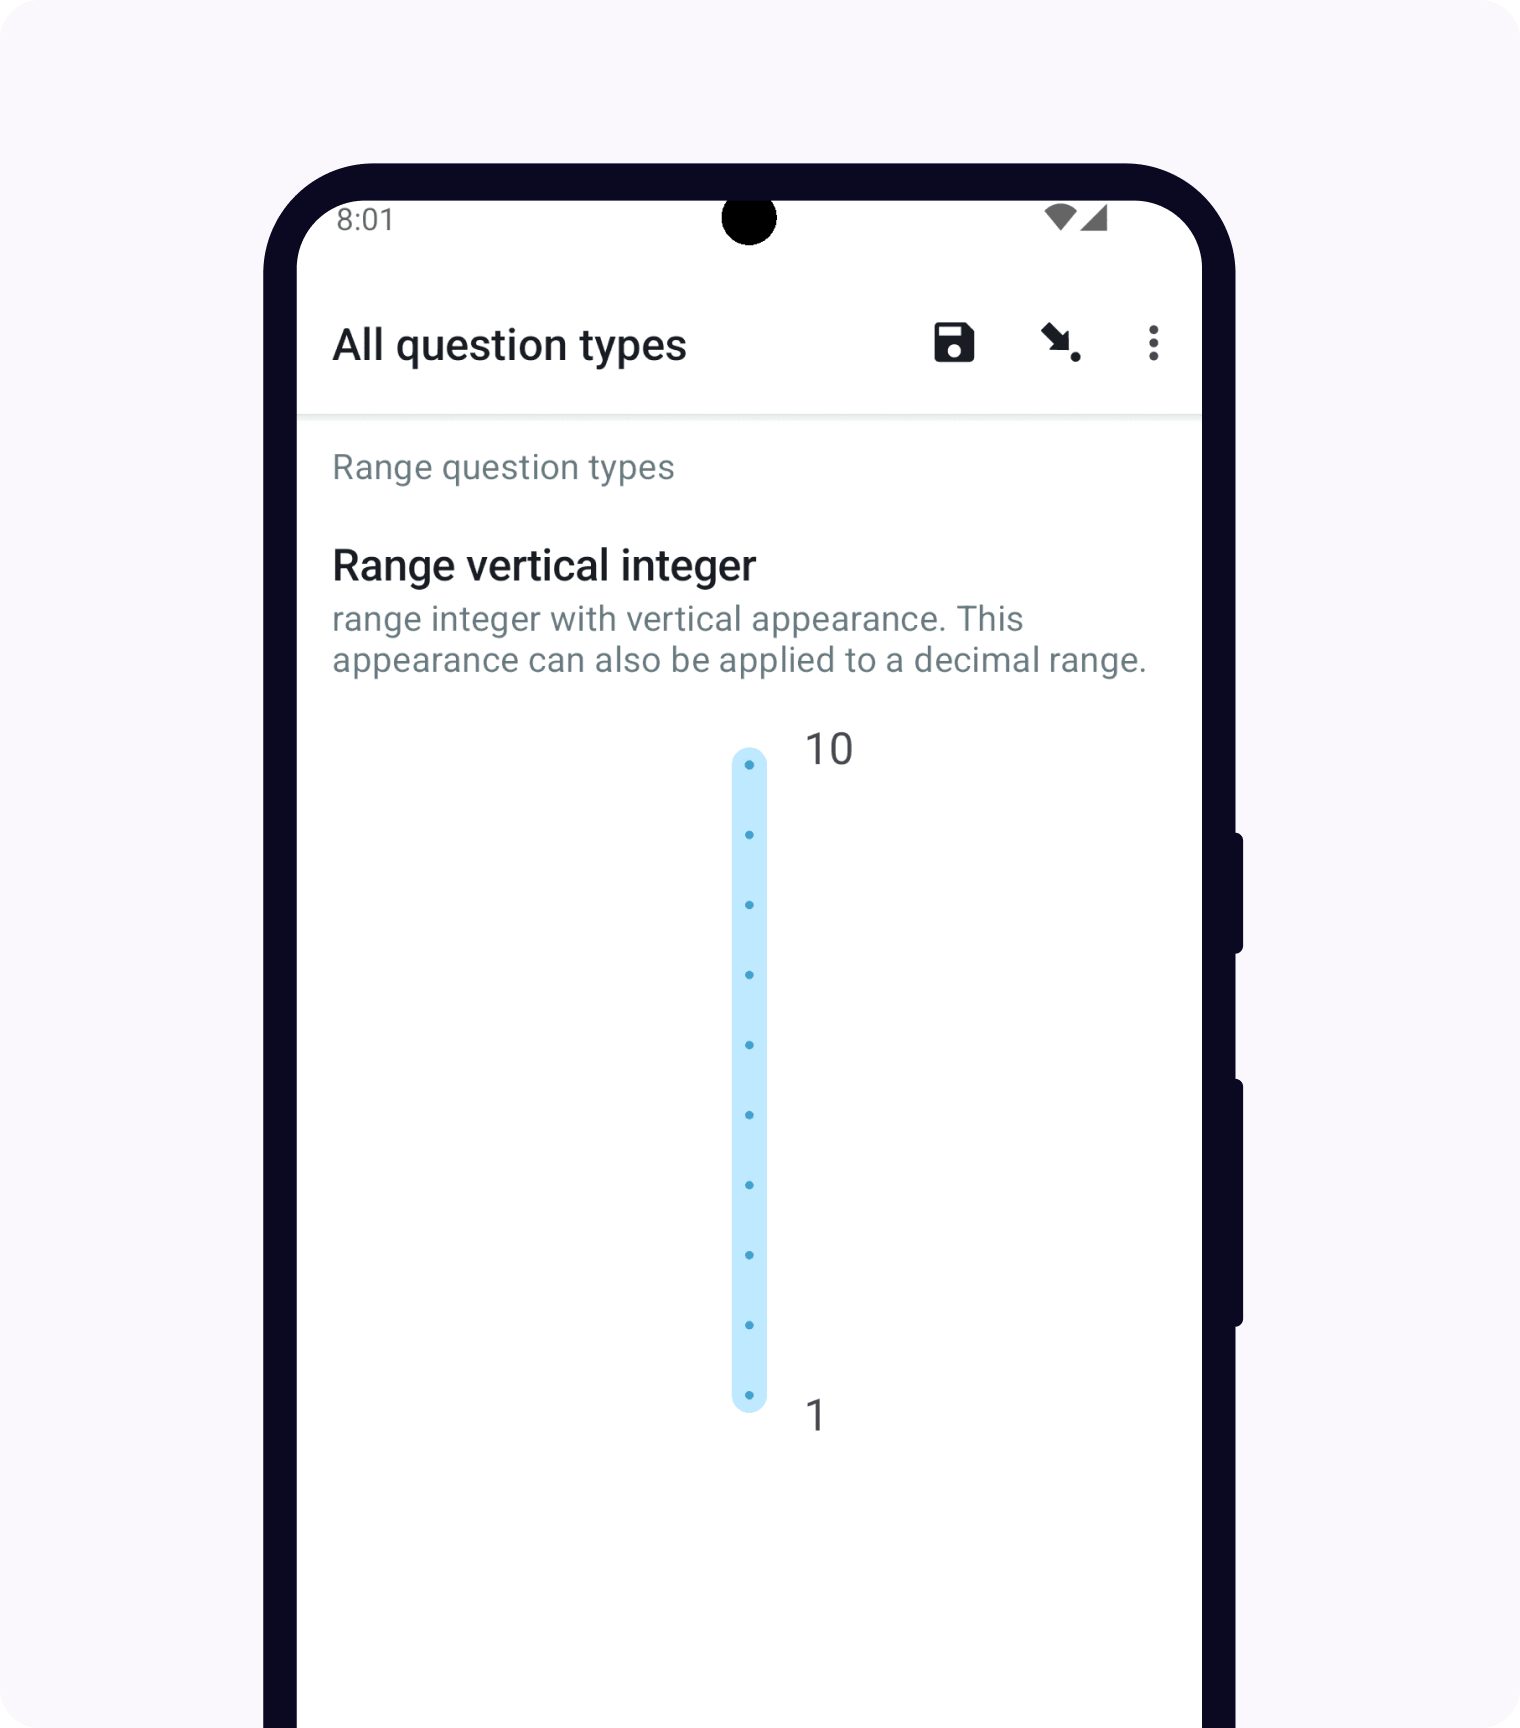 8:01
All question types
Range question types
Range vertical integer
range integer with vertical appearance. This
appearance can also be applied to a decimal range.
10
1